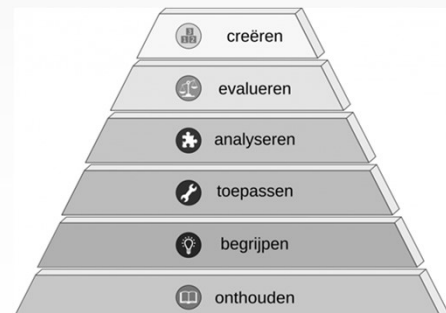 creëren
evalueren
analyseren
toepassen
begrijpen
onthouden